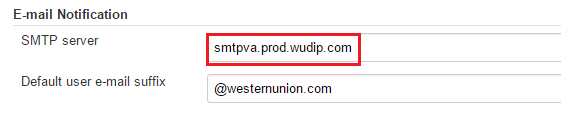 E-mail Notification
SMTP server
smtpva.prod.wudip.com
Default user e-mail suffix
@westernunion.com